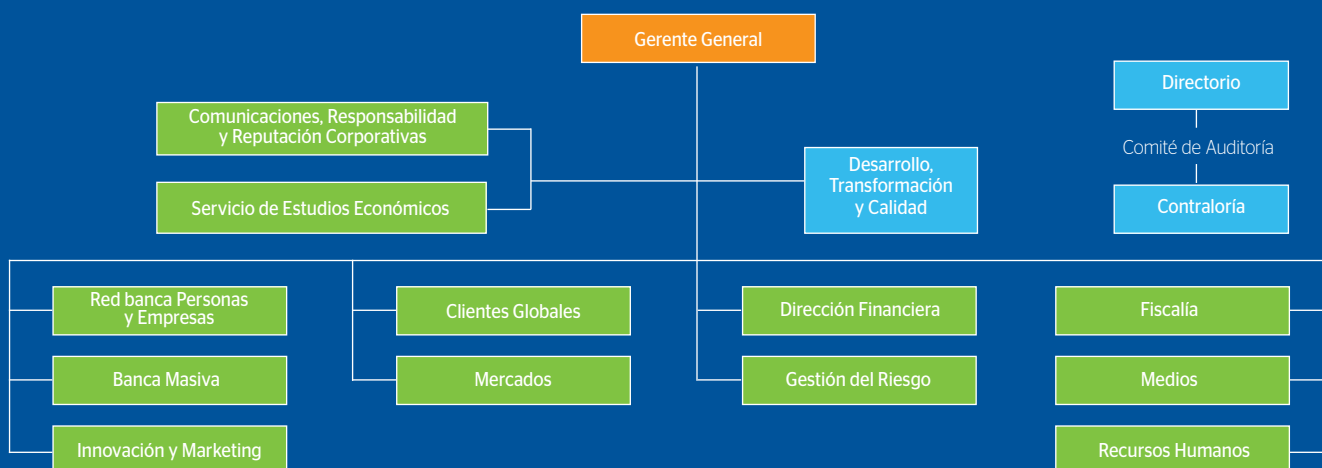 Gerente General
Directorio
Comité de Auditoría
Contraloría
Comunicaciones, Responsabilidad
y Reputación Corporativas
Servicio de Estudios Económicos
Desarrollo,
Transformación
y Calidad
Red banca Personas
y Empresas
Banca Masiva
Innovación y Marketing
Clientes Globales
Mercados
Dirección Financiera
Gestión del Riesgo
Fiscalía
Medios
Recursos Humanos